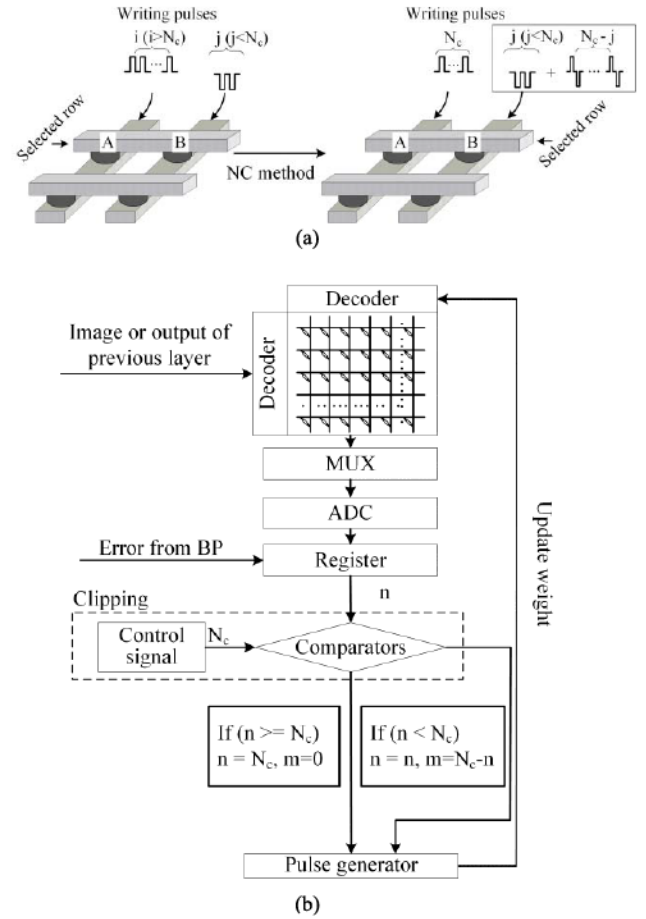 Writing pulses
i (i>N_c)
j (j<N_c)
Selected row
A
B
NC method
Writing pulses
N_c
j (j<N_c)
N_c-j
+
A
B
Selected row
(a)
Decoder
Image or output of
previous layer
Decoder
MUX
ADC
Error from BP
Register
n
Clipping
Control
signal
N_c
Comparators
Update weight
If (n >= N_c)
n = N_c, m=0
If (n < N_c)
n = n, m=N_c-n
Pulse generator
(b)